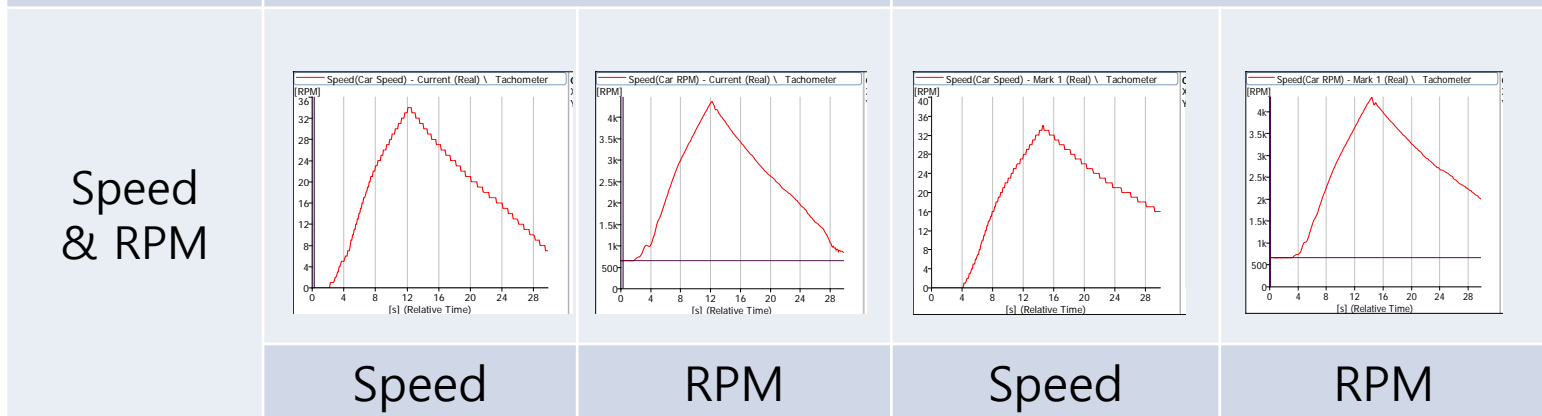 Speed
& RPM
Speed(Car Speed) - Current (Real) \ Tachometer
[RPM]
36
32
28
24
20
16
12
8
4
0
0 4 8 12 16 20 24 28
[s] (Relative Time)
Speed(Car RPM) - Current (Real) \ Tachometer
[RPM]
4k
3.5k
3k
2.5k
2k
1.5k
1k
500
0
0 4 8 12 16 20 24 28
[s] (Relative Time)
Speed(Car Speed) - Mark 1 (Real) \ Tachometer
[RPM]
40
36
32
28
24
20
16
12
8
4
0
0 4 8 12 16 20 24 28
[s] (Relative Time)
Speed(Car RPM) - Mark 1 (Real) \ Tachometer
[RPM]
4k
3.5k
3k
2.5k
2k
1.5k
1k
500
0
0 4 8 12 16 20 24 28
[s] (Relative Time)
Speed RPM Speed RPM